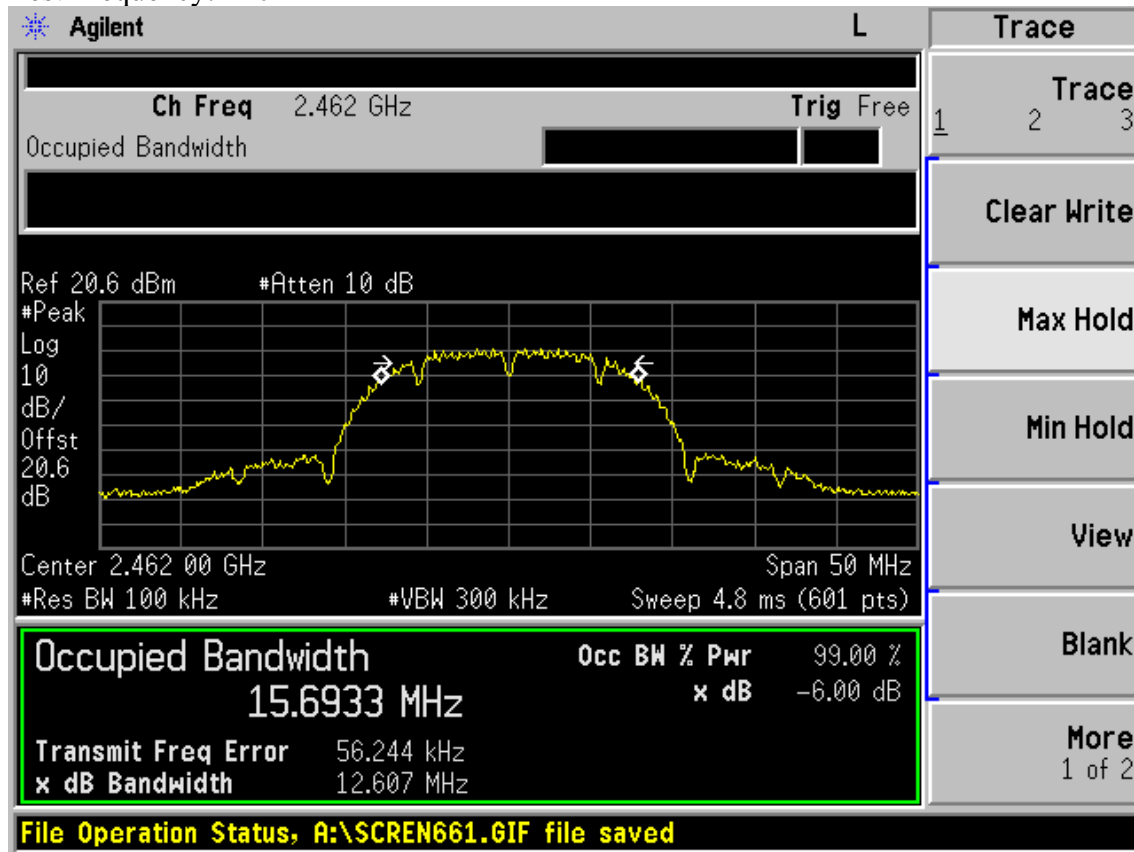 Agilent
L
Trace
Ch Freq 2.462 GHz
Trig Free
Occupied Bandwidth
Trace
1 2 3
Clear Write
Max Hold
Min Hold
View
Blank
More
1 of 2
Ref 20.6 dBm #Atten 10 dB
#Peak
Log
10
dB/
Offst
20.6
dB
Center 2.462 00 GHz Span 50 MHz
#Res BW 100 kHz #VBW 300 kHz Sweep 4.8 ms (601 pts)
Occupied Bandwidth
15.6933 MHz
Occ BW % Pwr 99.00 %
x dB -6.00 dB
Transmit Freq Error 56.244 kHz
x dB Bandwidth 12.607 MHz
File Operation Status, A:\SCREN661.GIF file saved